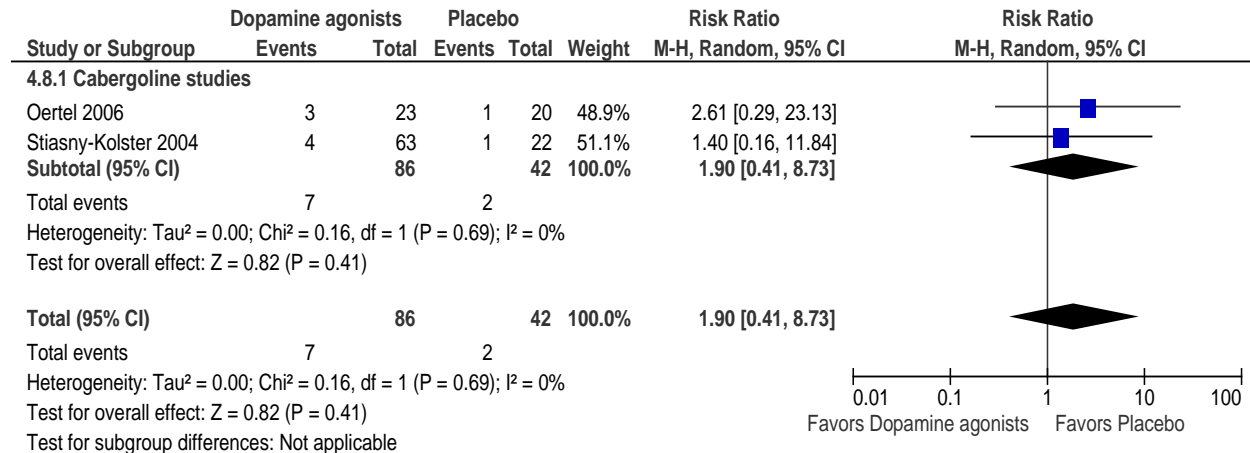 Dopamine agonists Placebo Risk Ratio Risk Ratio
Study or Subgroup Events Total Events Total Weight M-H, Random, 95% CI M-H, Random, 95% CI
4.8.1 Cabergoline studies
Oertel 2006 3 23 1 20 48.9% 2.61 [0.29, 23.13]
Stiasny-Kolster 2004 4 63 1 22 51.1% 1.40 [0.16, 11.84]
Subtotal (95% CI) 86 42 100.0% 1.90 [0.41, 8.73]
Total events 7 2
Heterogeneity: Tau² = 0.00; Chi² = 0.16, df = 1 (P = 0.69); I² = 0%
Test for overall effect: Z = 0.82 (P = 0.41)
Total (95% CI) 86 42 100.0% 1.90 [0.41, 8.73]
Total events 7 2
Heterogeneity: Tau² = 0.00; Chi² = 0.16, df = 1 (P = 0.69); I² = 0%
Test for overall effect: Z = 0.82 (P = 0.41)
Test for subgroup differences: Not applicable
0.01 0.1 1 10 100
Favors Dopamine agonists Favors Placebo